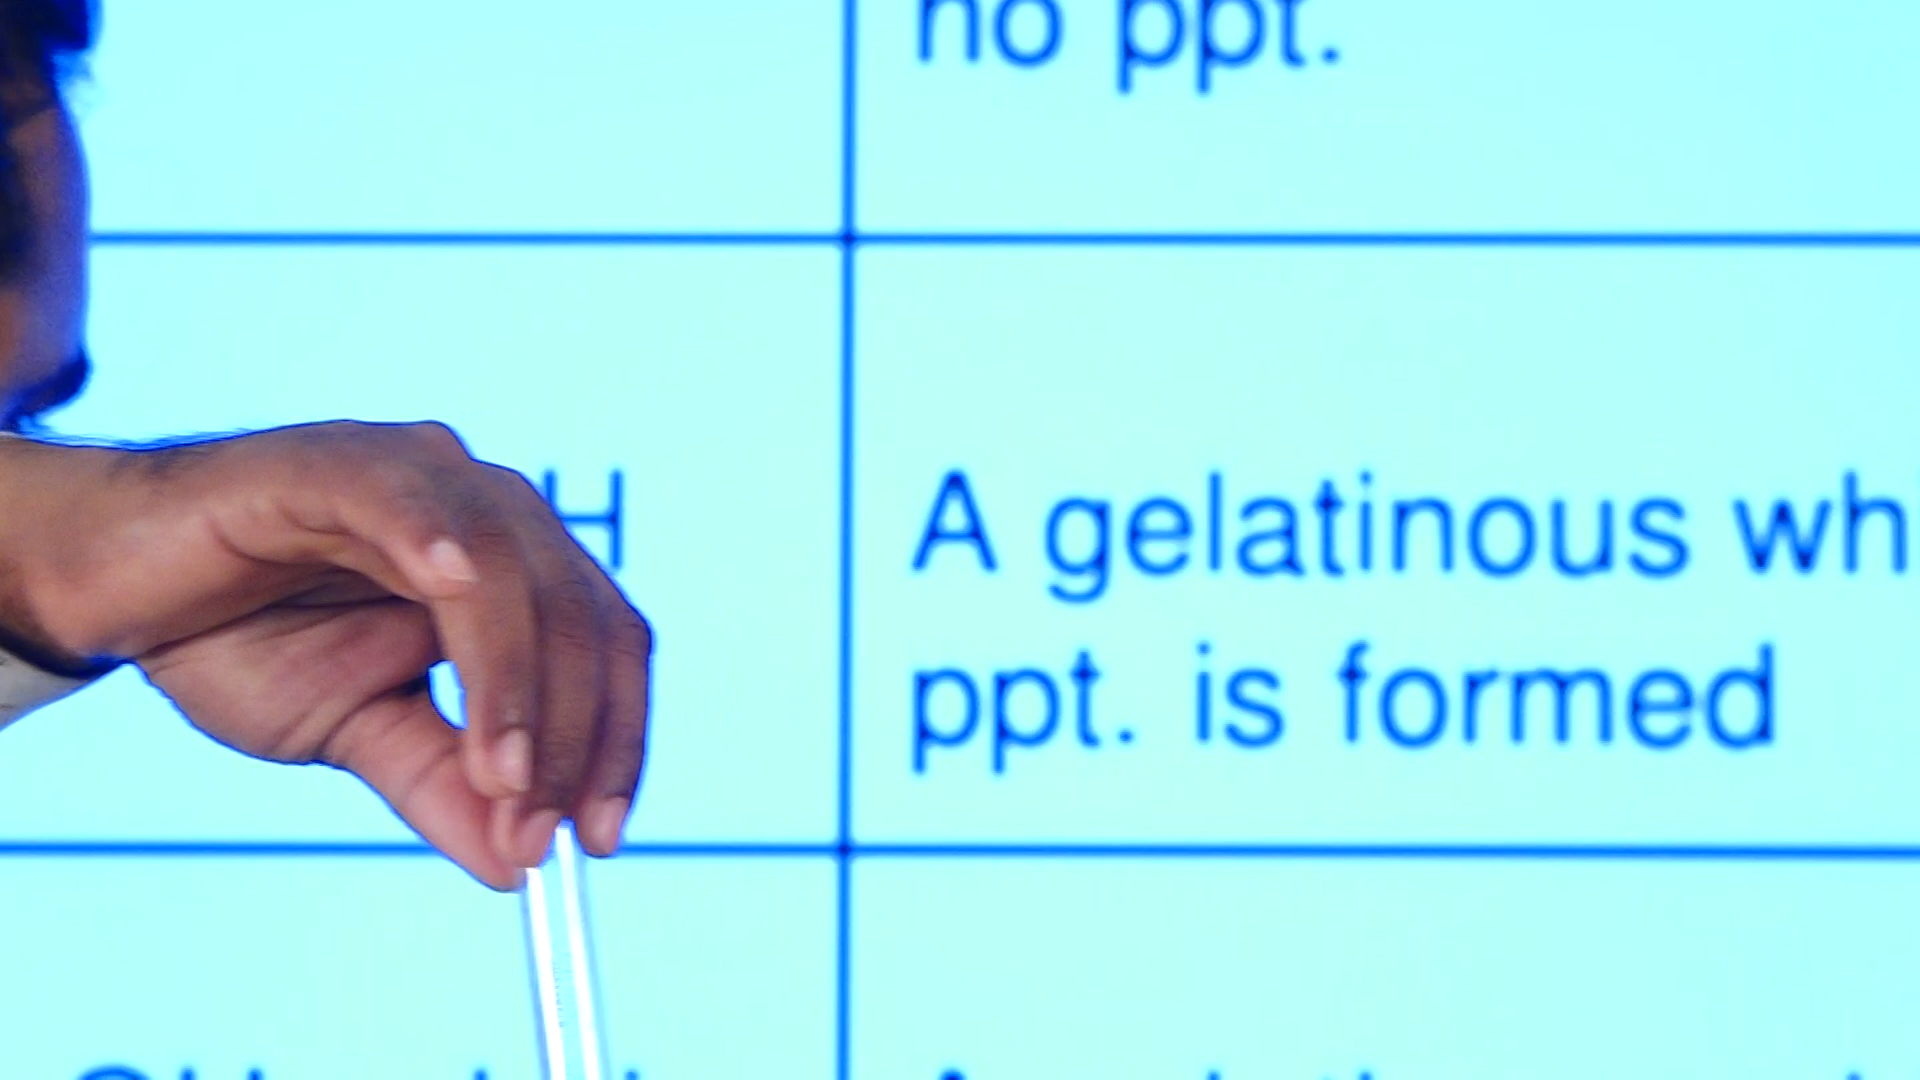 no ppt.
H
A gelatinous wh
ppt. is formed